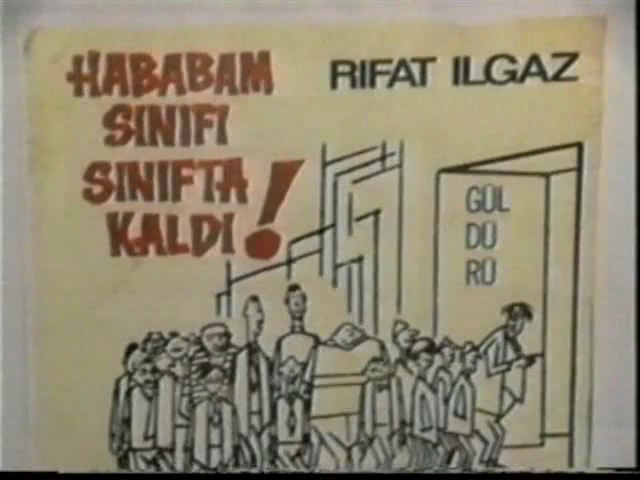 HABABAM
SINIFI
SINIFTA
KALDI!
RIFAT ILGAZ
GÜL
DÜ
RÜ